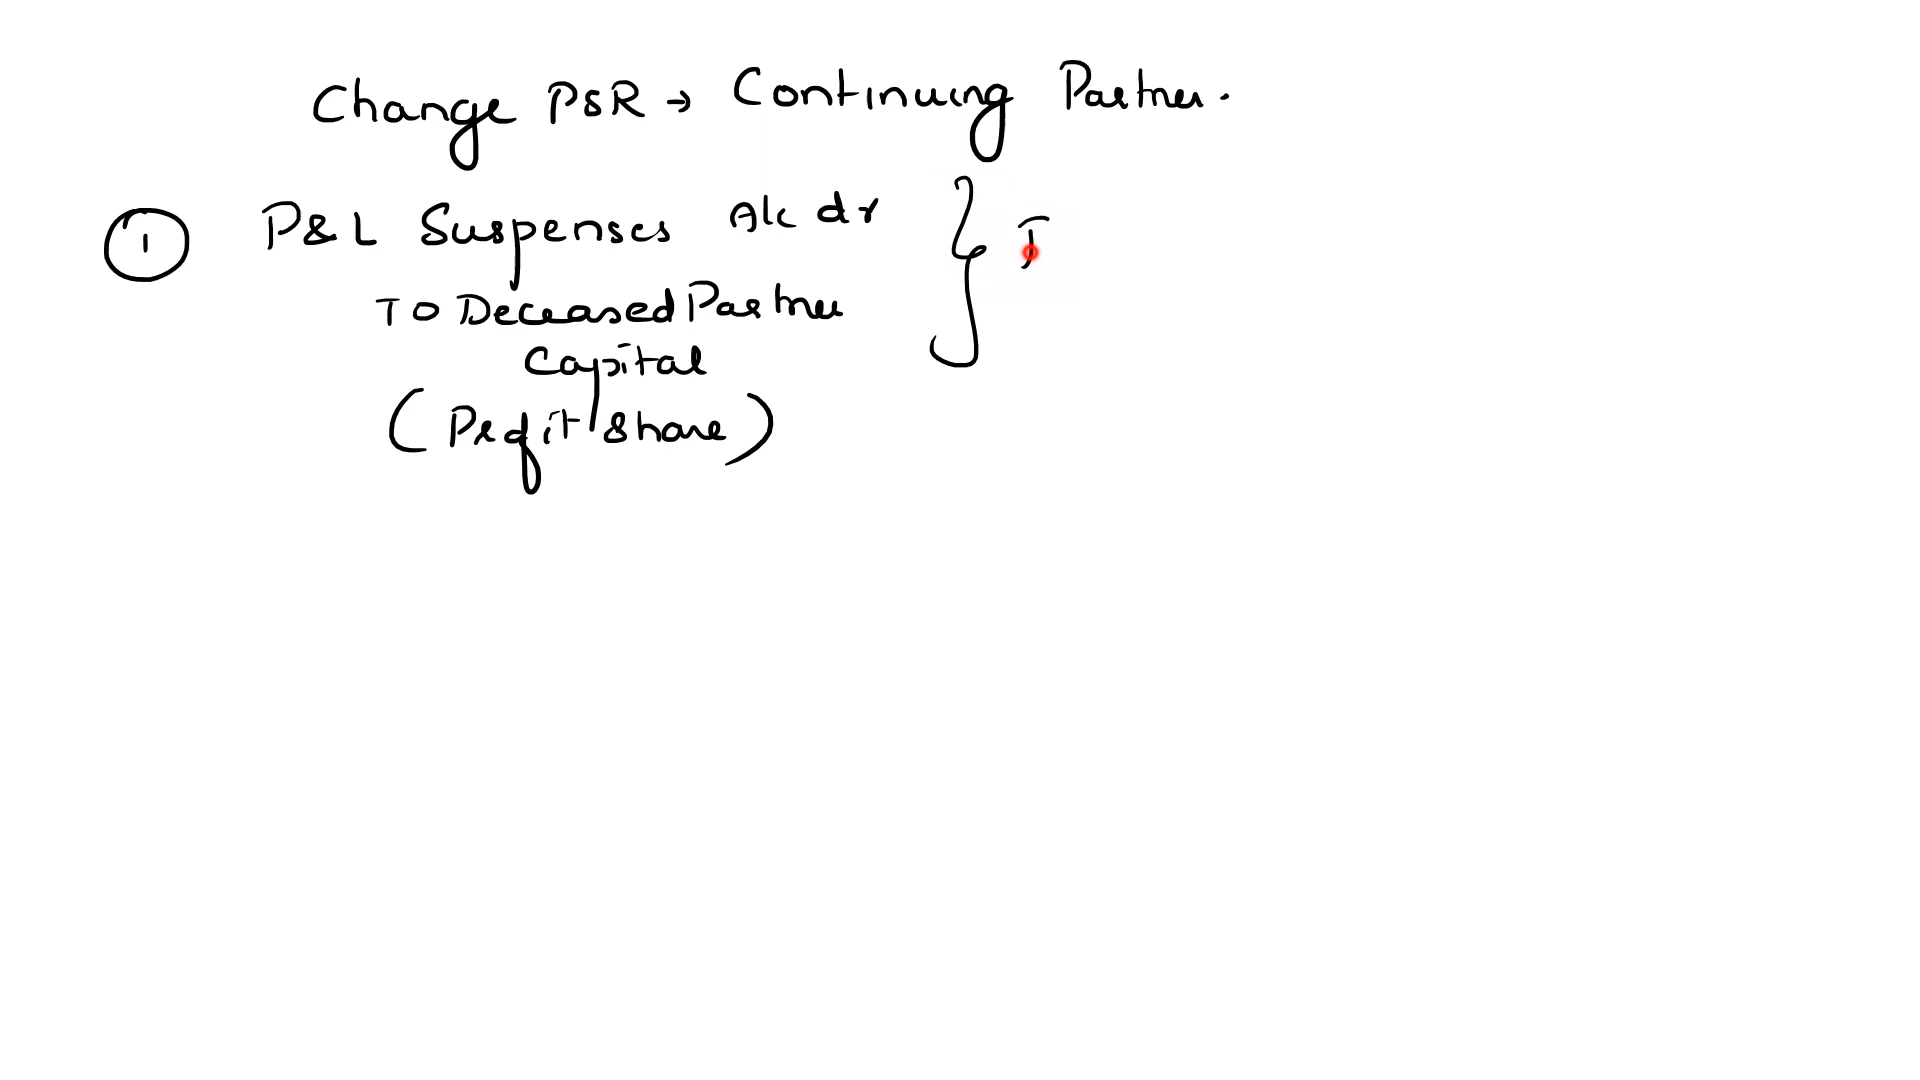 Change PSR → Continuing Partner.
1 P&L Suspenses A/c dr } I
To Deceased Partner
Capital
(Profit Share)